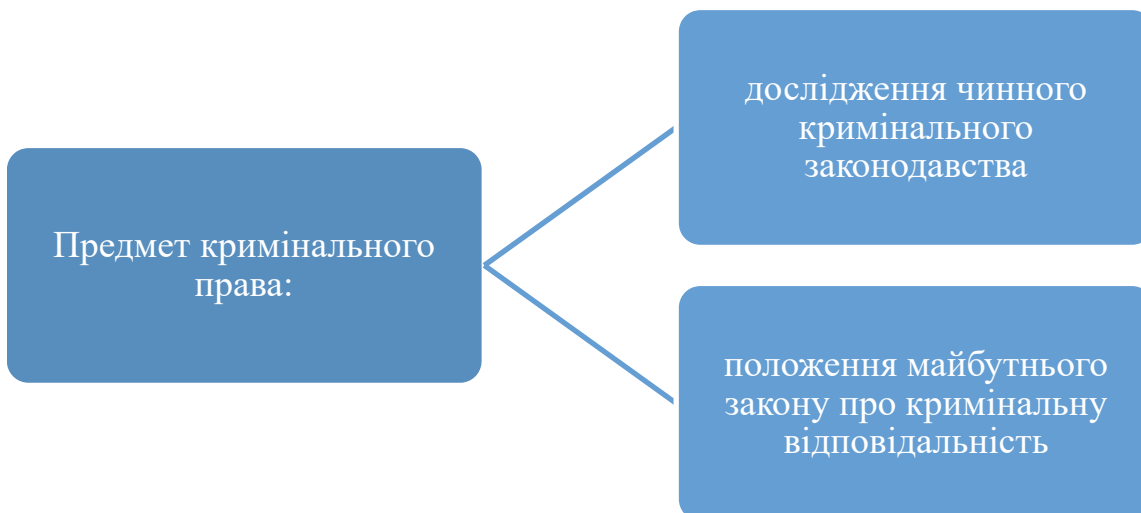 Предмет кримінального
права:
дослідження чинного
кримінального
законодавства
положення майбутнього
закону про кримінальну
відповідальність